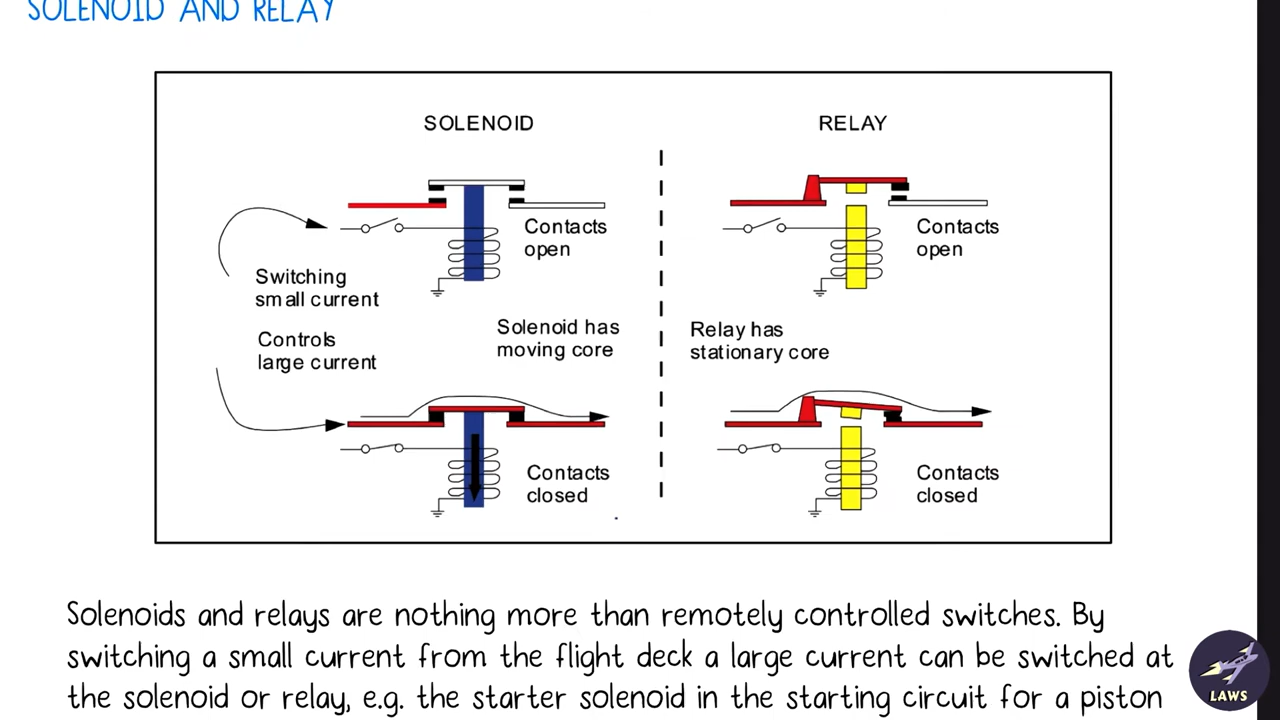 SOLENOID AND RELAY
SOLENOID
RELAY
Contacts
open
Contacts
open
Switching
small current
Controls
large current
Solenoid has
moving core
Relay has
stationary core
Contacts
closed
Contacts
closed
Solenoids and relays are nothing more than remotely controlled switches. By
switching a small current from the flight deck a large current can be switched at
the solenoid or relay, e.g. the starter solenoid in the starting circuit for a piston
LAWS